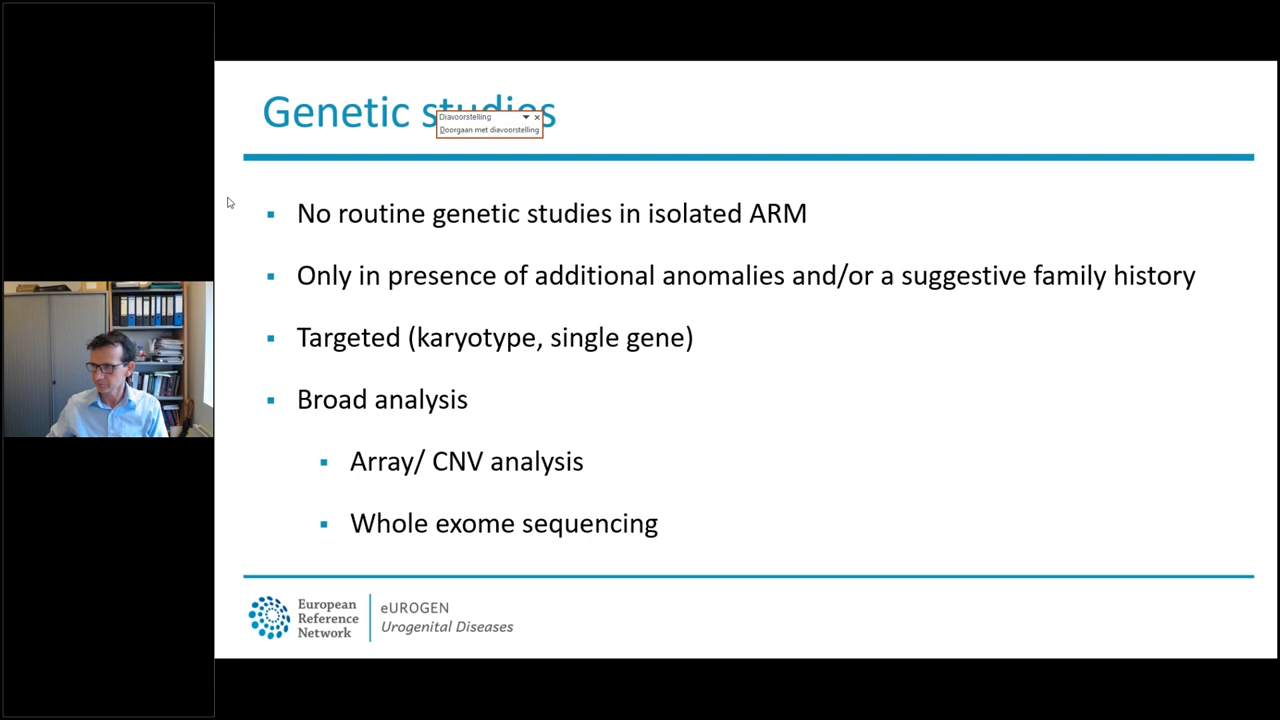 Genetic studies
Diavoorstelling
Doorgaan met diavoorstelling
No routine genetic studies in isolated ARM
Only in presence of additional anomalies and/or a suggestive family history
Targeted (karyotype, single gene)
Broad analysis
Array/ CNV analysis
Whole exome sequencing
European
Reference
Network
eUROGEN
Urogenital Diseases